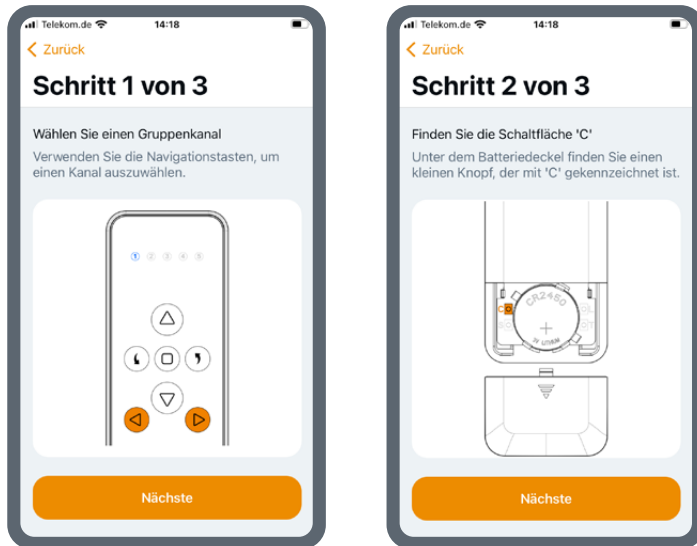 Telekom.de 14:18
Zurück
Schritt 1 von 3
Wählen Sie einen Gruppenkanal
Verwenden Sie die Navigationstasten, um
einen Kanal auszuwählen.
1 2 3 4 5
Nächste
Telekom.de 14:18
Zurück
Schritt 2 von 3
Finden Sie die Schaltfläche 'C'
Unter dem Batteriedeckel finden Sie einen
kleinen Knopf, der mit 'C' gekennzeichnet ist.
CR2450
C L
S T
+
Nächste